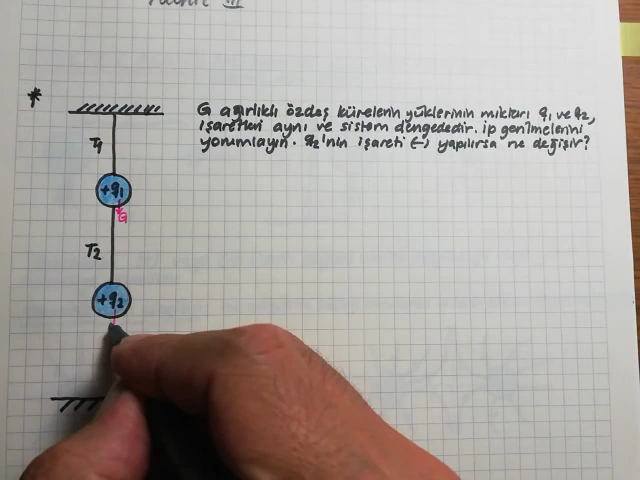 *
G ağırlıklı özdeş kürelerin yüklerinin miktarı q1 ve q2,
işaretleri aynı ve sistem dengededir. ip gerilmelerini
yorumlayın. q2'nin işareti (-) yapılırsa ne değişir?
T1
+q1
G
T2
+q2